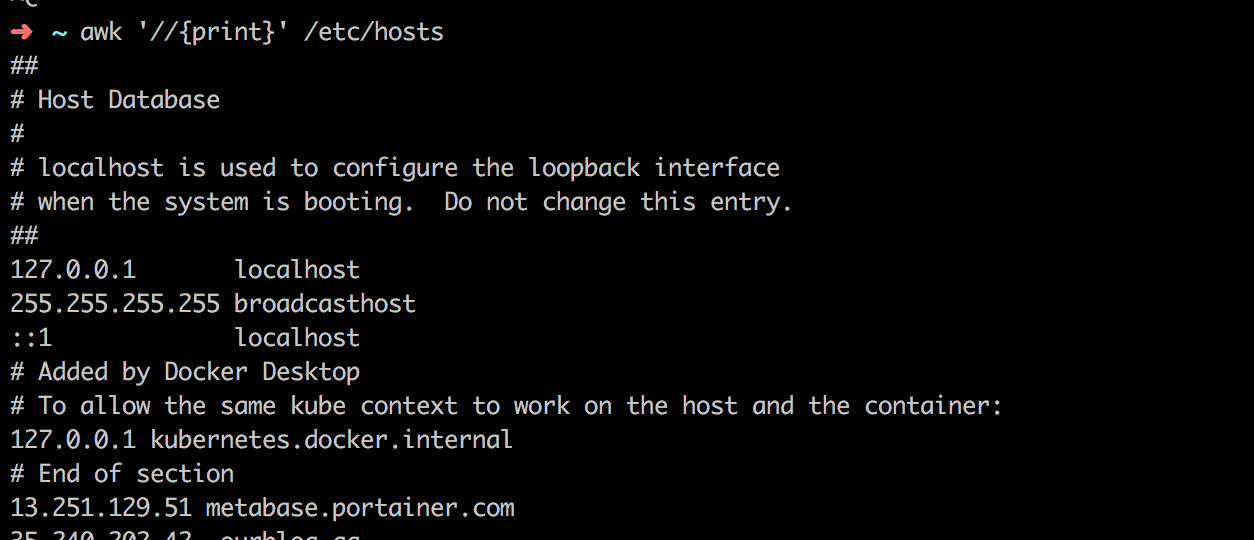 ➜ ~ awk '//{print}' /etc/hosts
##
# Host Database
#
# localhost is used to configure the loopback interface
# when the system is booting.  Do not change this entry.
##
127.0.0.1       localhost
255.255.255.255 broadcasthost
::1             localhost
# Added by Docker Desktop
# To allow the same kube context to work on the host and the container:
127.0.0.1 kubernetes.docker.internal
# End of section
13.251.129.51 metabase.portainer.com